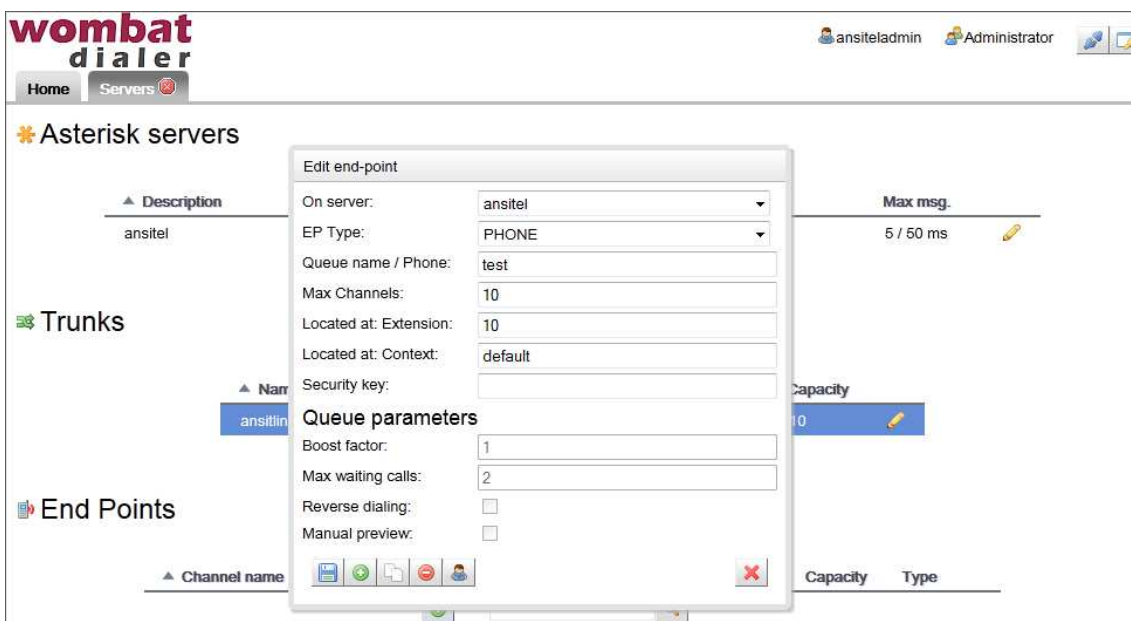 wombat
dialer
ansiteladmin Administrator
Home Servers
Asterisk servers
Edit end-point
Description On server: ansitel Max msg.
ansitel EP Type: PHONE 5 / 50 ms
Queue name / Phone: test
Max Channels: 10
Trunks Located at: Extension: 10
Located at: Context: default
Security key:
Capacity
Queue parameters
ansitlin 10
Boost factor: 1
Max waiting calls: 2
End Points Reverse dialing:
Manual preview:
Channel name Capacity Type